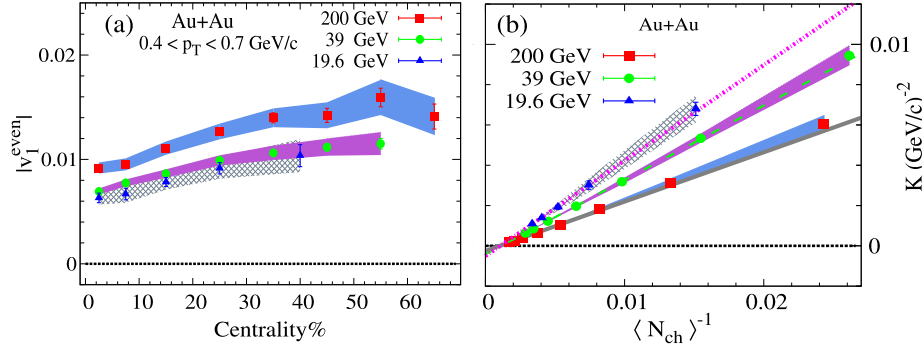 Au+Au
(a)
0.4 < p_T < 0.7 GeV/c
200 GeV
39 GeV
19.6 GeV
|v_1^even|
0.02
0.01
0
0 10 20 30 40 50 60
Centrality%
(b)
Au+Au
200 GeV
39 GeV
19.6 GeV
0.01
0
K (GeV/c)^-2
0 0.01 0.02
⟨ N_ch ⟩^-1